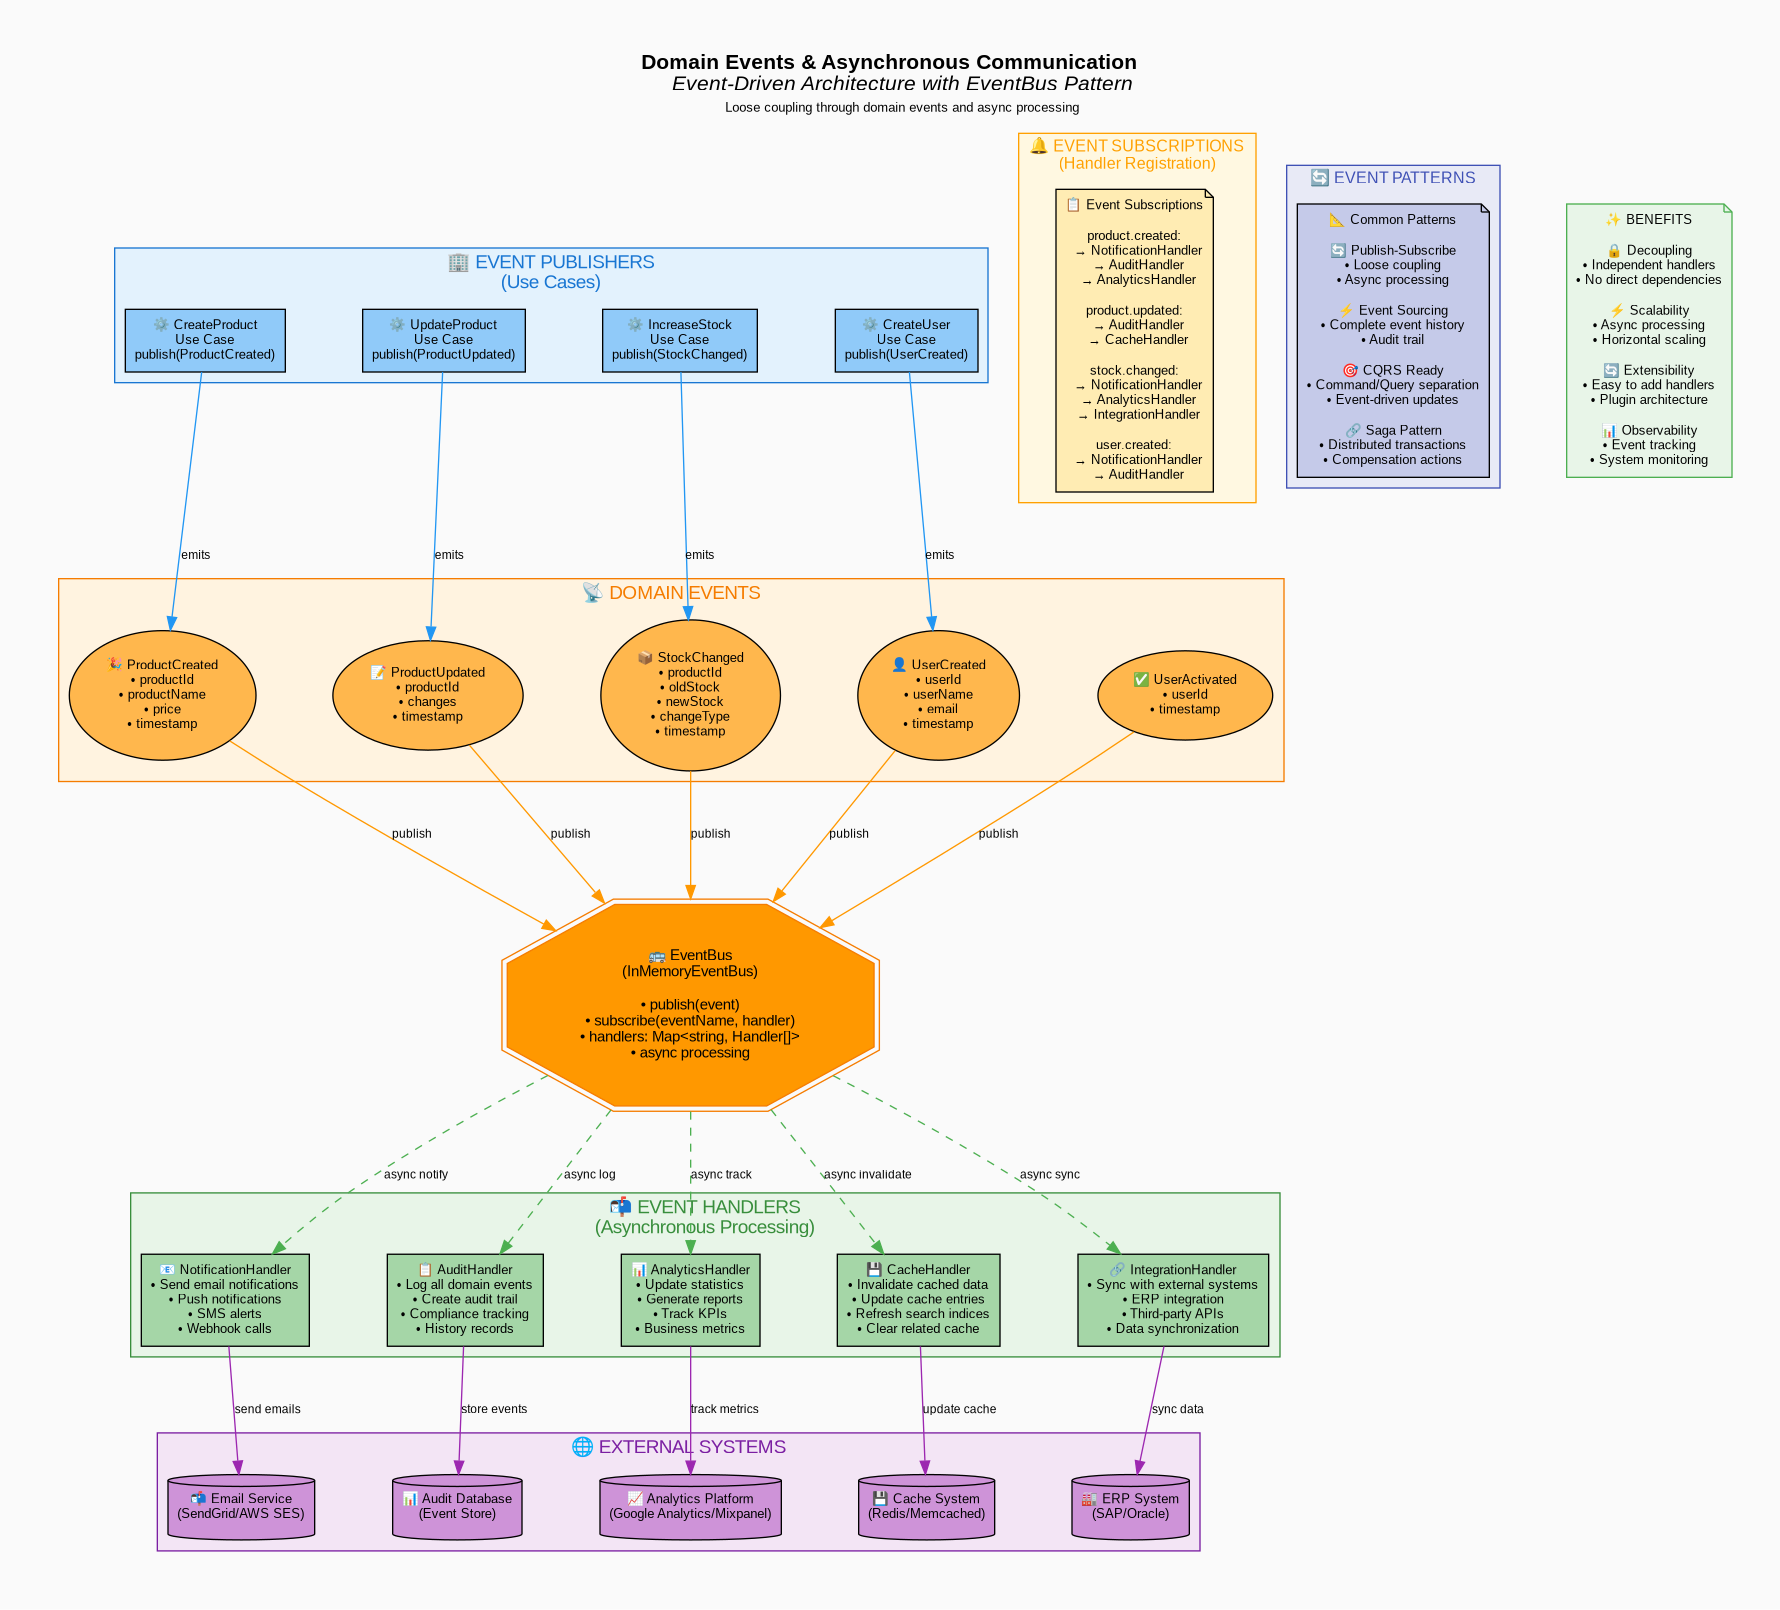 Domain Events & Asynchronous Communication
Event-Driven Architecture with EventBus Pattern
Loose coupling through domain events and async processing
🔔 EVENT SUBSCRIPTIONS
(Handler Registration)
📋 Event Subscriptions
product.created:
→ NotificationHandler
→ AuditHandler
→ AnalyticsHandler
product.updated:
→ AuditHandler
→ CacheHandler
stock.changed:
→ NotificationHandler
→ AnalyticsHandler
→ IntegrationHandler
user.created:
→ NotificationHandler
→ AuditHandler
🔄 EVENT PATTERNS
📐 Common Patterns
🔄 Publish-Subscribe
• Loose coupling
• Async processing
⚡ Event Sourcing
• Complete event history
• Audit trail
🎯 CQRS Ready
• Command/Query separation
• Event-driven updates
🔗 Saga Pattern
• Distributed transactions
• Compensation actions
✨ BENEFITS
🔒 Decoupling
• Independent handlers
• No direct dependencies
⚡ Scalability
• Async processing
• Horizontal scaling
🔄 Extensibility
• Easy to add handlers
• Plugin architecture
📊 Observability
• Event tracking
• System monitoring
🏢 EVENT PUBLISHERS
(Use Cases)
⚙️ CreateProduct
Use Case
publish(ProductCreated)
⚙️ UpdateProduct
Use Case
publish(ProductUpdated)
⚙️ IncreaseStock
Use Case
publish(StockChanged)
⚙️ CreateUser
Use Case
publish(UserCreated)
emits
emits
emits
emits
📡 DOMAIN EVENTS
🎉 ProductCreated
• productId
• productName
• price
• timestamp
📝 ProductUpdated
• productId
• changes
• timestamp
📦 StockChanged
• productId
• oldStock
• newStock
• changeType
• timestamp
👤 UserCreated
• userId
• userName
• email
• timestamp
✅ UserActivated
• userId
• timestamp
publish
publish
publish
publish
publish
🚌 EventBus
(InMemoryEventBus)
• publish(event)
• subscribe(eventName, handler)
• handlers: Map<string, Handler[]>
• async processing
async notify
async log
async track
async invalidate
async sync
📬 EVENT HANDLERS
(Asynchronous Processing)
📧 NotificationHandler
• Send email notifications
• Push notifications
• SMS alerts
• Webhook calls
📋 AuditHandler
• Log all domain events
• Create audit trail
• Compliance tracking
• History records
📊 AnalyticsHandler
• Update statistics
• Generate reports
• Track KPIs
• Business metrics
💾 CacheHandler
• Invalidate cached data
• Update cache entries
• Refresh search indices
• Clear related cache
🔗 IntegrationHandler
• Sync with external systems
• ERP integration
• Third-party APIs
• Data synchronization
send emails
store events
track metrics
update cache
sync data
🌐 EXTERNAL SYSTEMS
📬 Email Service
(SendGrid/AWS SES)
📊 Audit Database
(Event Store)
📈 Analytics Platform
(Google Analytics/Mixpanel)
💾 Cache System
(Redis/Memcached)
🏭 ERP System
(SAP/Oracle)